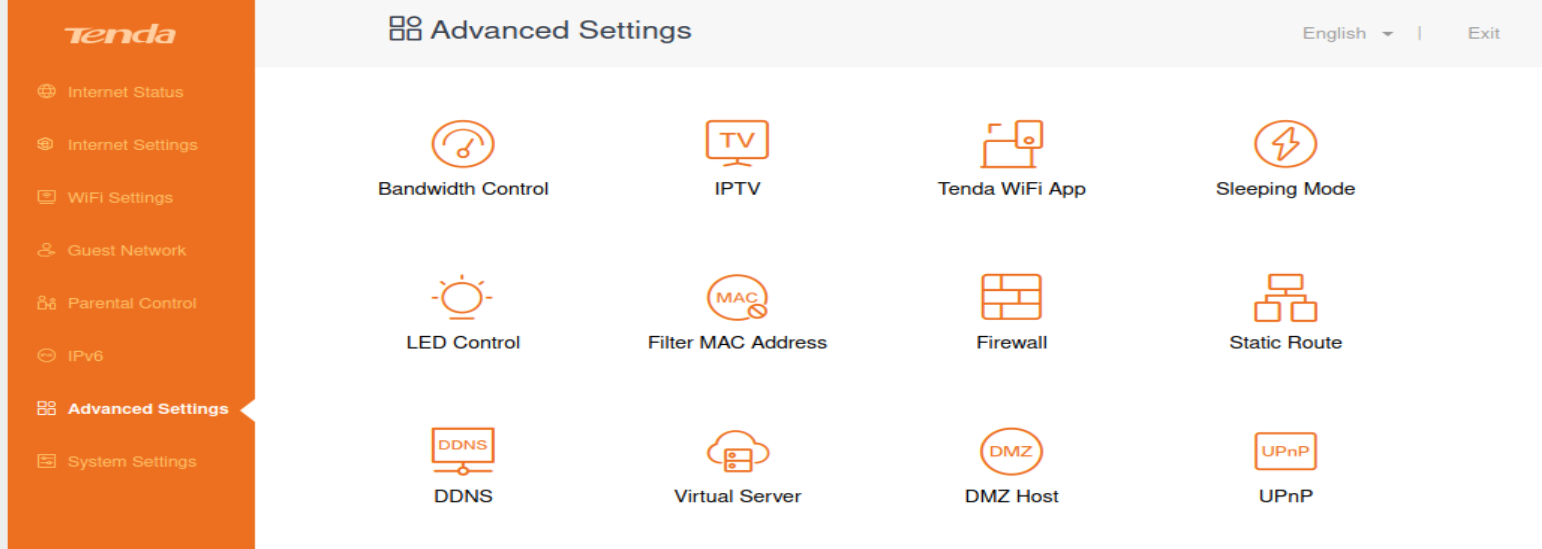 Tenda
Advanced Settings
English | Exit
Internet Status
Internet Settings
WiFi Settings
Guest Network
Parental Control
IPv6
Advanced Settings
System Settings
Bandwidth Control
TV
IPTV
Tenda WiFi App
Sleeping Mode
LED Control
MAC
Filter MAC Address
Firewall
Static Route
DDNS
DDNS
Virtual Server
DMZ
DMZ Host
UPnP
UPnP